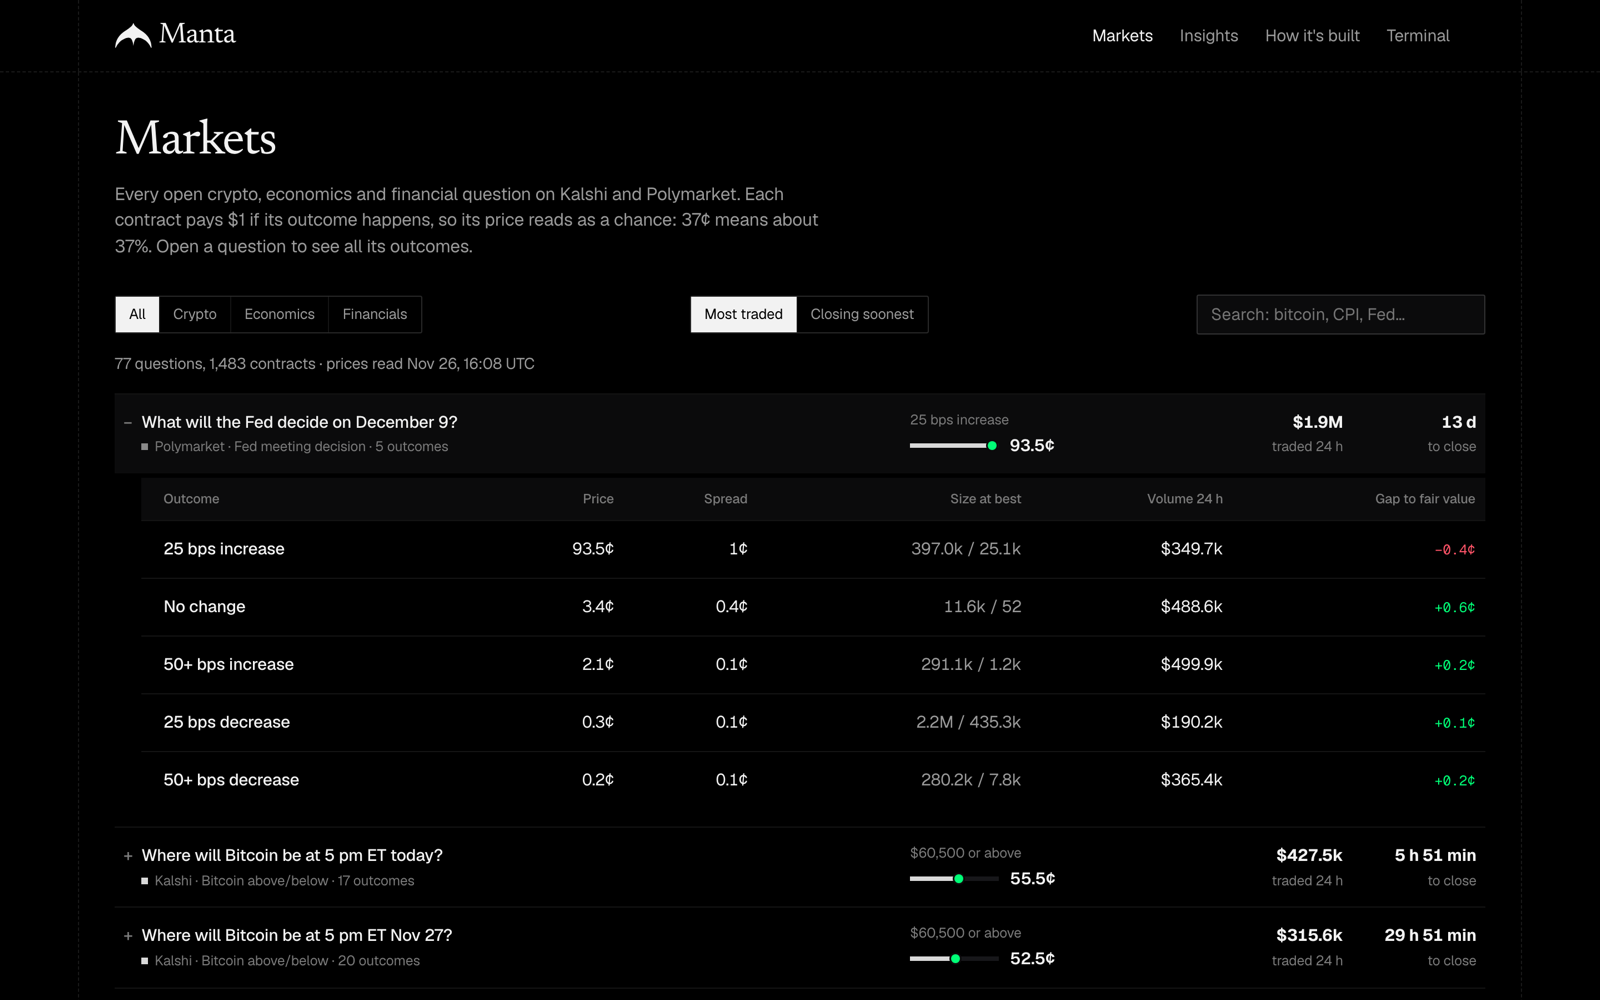 Manta
Markets
Insights
How it's built
Terminal
Markets
Every open crypto, economics and financial question on Kalshi and Polymarket. Each
contract pays $1 if its outcome happens, so its price reads as a chance: 37¢ means about
37%. Open a question to see all its outcomes.
All
Crypto
Economics
Financials
Most traded
Closing soonest
Search: bitcoin, CPI, Fed...
77 questions, 1,483 contracts · prices read Nov 26, 16:08 UTC
− What will the Fed decide on December 9?
Polymarket · Fed meeting decision · 5 outcomes
25 bps increase
93.5¢
$1.9M
traded 24 h
13 d
to close
Outcome Price Spread Size at best Volume 24 h Gap to fair value
25 bps increase 93.5¢ 1¢ 397.0k / 25.1k $349.7k −0.4¢
No change 3.4¢ 0.4¢ 11.6k / 52 $488.6k +0.6¢
50+ bps increase 2.1¢ 0.1¢ 291.1k / 1.2k $499.9k +0.2¢
25 bps decrease 0.3¢ 0.1¢ 2.2M / 435.3k $190.2k +0.1¢
50+ bps decrease 0.2¢ 0.1¢ 280.2k / 7.8k $365.4k +0.2¢
+ Where will Bitcoin be at 5 pm ET today?
Kalshi · Bitcoin above/below · 17 outcomes
$60,500 or above
55.5¢
$427.5k
traded 24 h
5 h 51 min
to close
+ Where will Bitcoin be at 5 pm ET Nov 27?
Kalshi · Bitcoin above/below · 20 outcomes
$60,500 or above
52.5¢
$315.6k
traded 24 h
29 h 51 min
to close